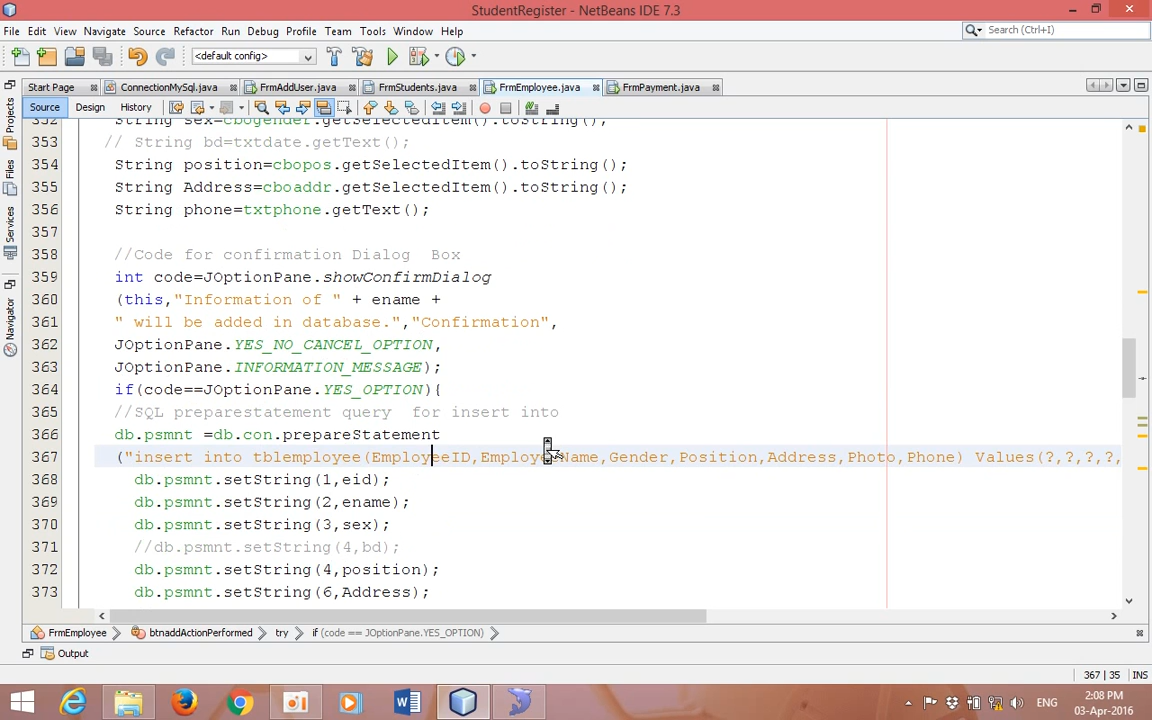 StudentRegister - NetBeans IDE 7.3
File Edit View Navigate Source Refactor Run Debug Profile Team Tools Window Help
Search (Ctrl+I)
<default config>
Start Page ConnectionMySql.java FrmAddUser.java FrmStudents.java FrmEmployee.java FrmPayment.java
Source Design History
Projects
Files
Services
Navigator
352 String sex=cbogender.getSelectedItem().toString();
353 // String bd=txtdate.getText();
354 String position=cbopos.getSelectedItem().toString();
355 String Address=cboaddr.getSelectedItem().toString();
356 String phone=txtphone.getText();
357
358 //Code for confirmation Dialog Box
359 int code=JOptionPane.showConfirmDialog
360 (this,"Information of " + ename +
361 " will be added in database.","Confirmation",
362 JOptionPane.YES_NO_CANCEL_OPTION,
363 JOptionPane.INFORMATION_MESSAGE);
364 if(code==JOptionPane.YES_OPTION){
365 //SQL preparestatement query for insert into
366 db.psmnt =db.con.prepareStatement
367 ("insert into tblemployee(EmployeeID,EmployeeName,Gender,Position,Address,Photo,Phone) Values(?,?,?,?,
368 db.psmnt.setString(1,eid);
369 db.psmnt.setString(2,ename);
370 db.psmnt.setString(3,sex);
371 //db.psmnt.setString(4,bd);
372 db.psmnt.setString(4,position);
373 db.psmnt.setString(6,Address);
FrmEmployee btnaddActionPerformed try if (code == JOptionPane.YES_OPTION)
Output
367 | 35 INS
ENG
2:08 PM
03-Apr-2016